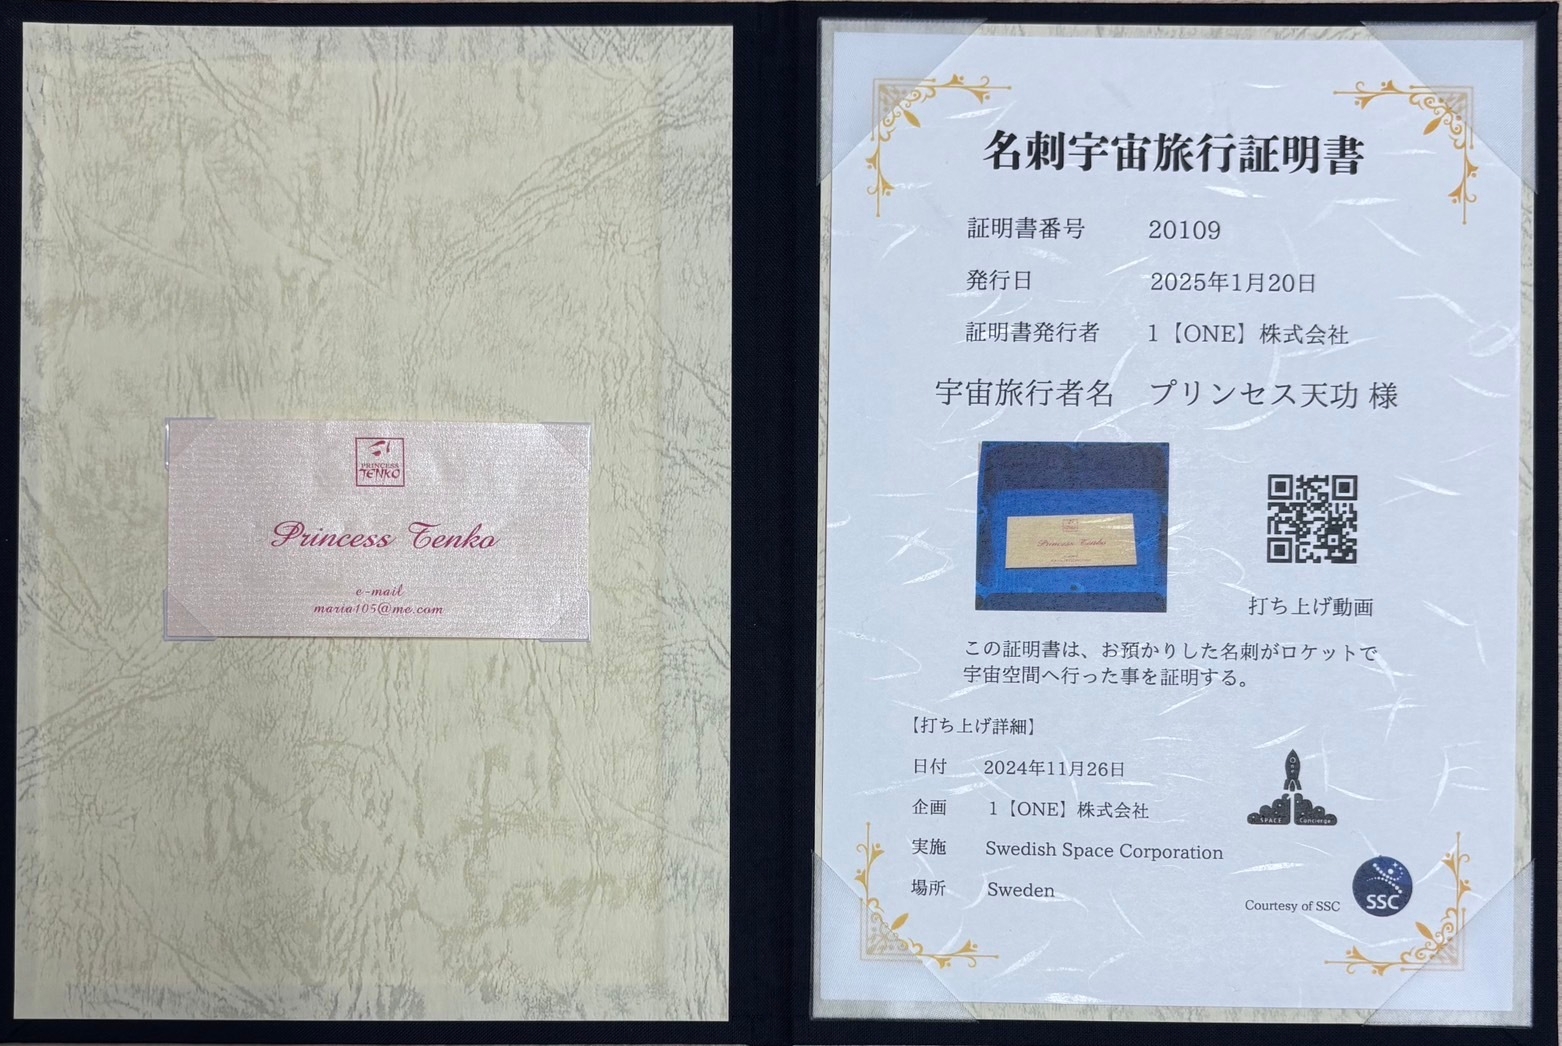 PRINCESS
TENKO
Princess Tenko
e-mail
maria105@me.com
名刺宇宙旅行証明書
証明書番号 20109
発行日 2025年1月20日
証明書発行者 1【ONE】株式会社
宇宙旅行者名 プリンセス天功 様
Princess Tenko
打ち上げ動画
この証明書は、お預かりした名刺がロケットで
宇宙空間へ行った事を証明する。
【打ち上げ詳細】
日付 2024年11月26日
企画 1【ONE】株式会社
実施 Swedish Space Corporation
場所 Sweden
SPACE Concierge
Courtesy of SSC
SSC